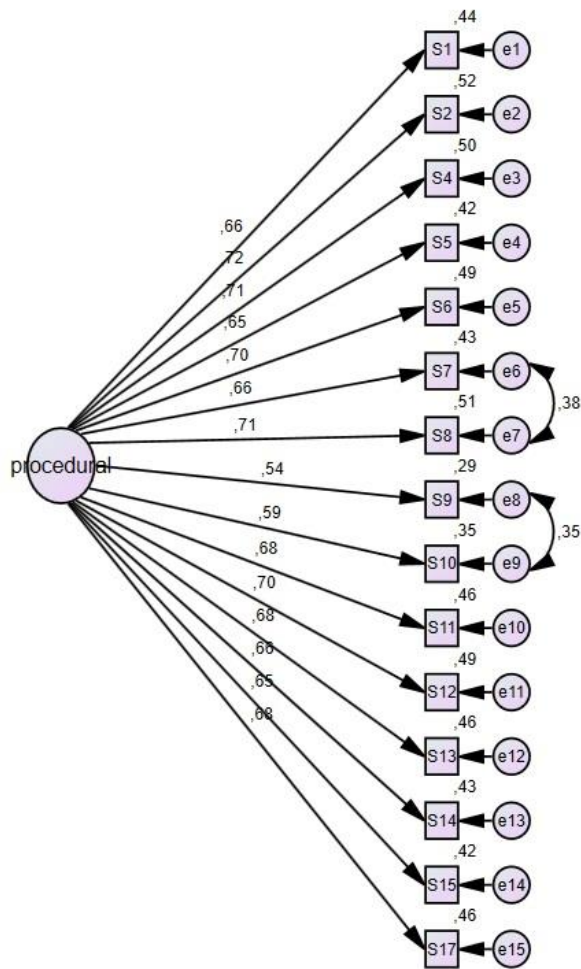 ,44
S1 e1
,52
S2 e2
,50
S4 e3
,42
S5 e4
,49
S6 e5
,43
S7 e6
,38
,51
S8 e7
,29
S9 e8
,35
,35
S10 e9
,46
S11 e10
,49
S12 e11
,46
S13 e12
,43
S14 e13
,42
S15 e14
,46
S17 e15
,66
,72
,71
,65
,70
,66
,71
procedural
,54
,59
,68
,70
,68
,66
,65
,68